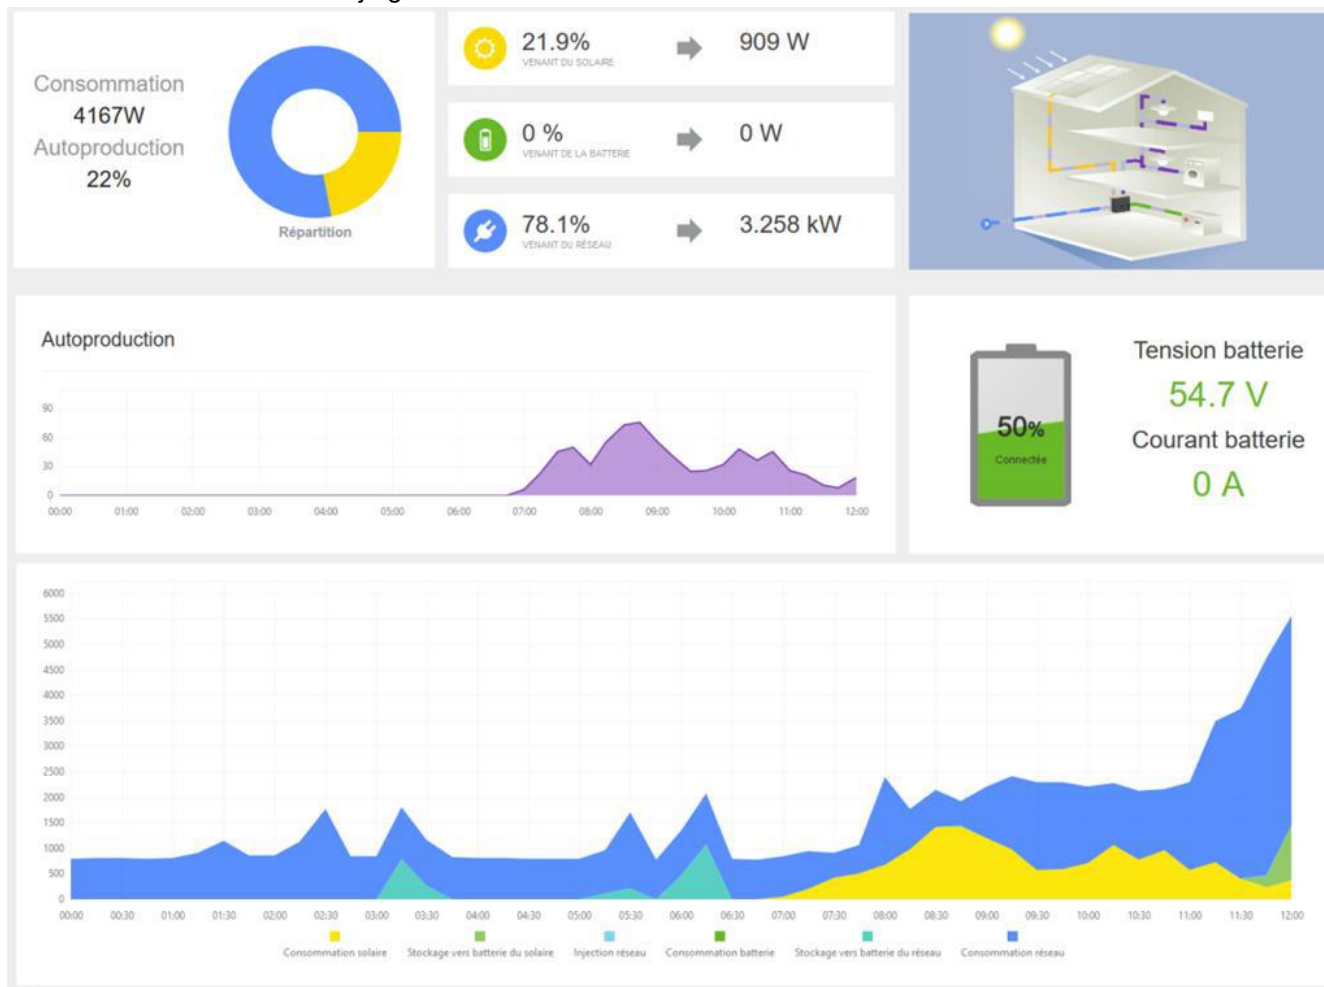 Consommation
4167W
Autoproduction
22%
Répartition
21.9%
VENANT DU SOLAIRE
909 W
0 %
VENANT DE LA BATTERIE
0 W
78.1%
VENANT DU RÉSEAU
3.258 kW
Autoproduction
90
60
30
0
00:00 01:00 02:00 03:00 04:00 05:00 06:00 07:00 08:00 09:00 10:00 11:00 12:00
50%
Connectée
Tension batterie
54.7 V
Courant batterie
0 A
6000
5500
5000
4500
4000
3500
3000
2500
2000
1500
1000
500
0
00:00 00:30 01:00 01:30 02:00 02:30 03:00 03:30 04:00 04:30 05:00 05:30 06:00 06:30 07:00 07:30 08:00 08:30 09:00 09:30 10:00 10:30 11:00 11:30 12:00
Consommation solaire Stockage vers batterie du solaire Injection réseau Consommation batterie Stockage vers batterie du réseau Consommation réseau